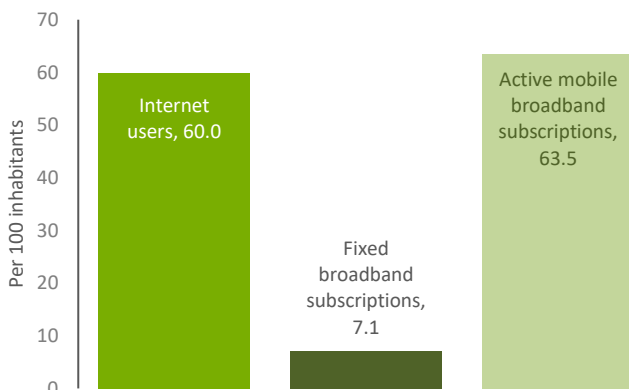 70
60
50
40
30
20
10
0
Per 100 inhabitants
Internet
users, 60.0
Fixed
broadband
subscriptions,
7.1
Active mobile
broadband
subscriptions,
63.5